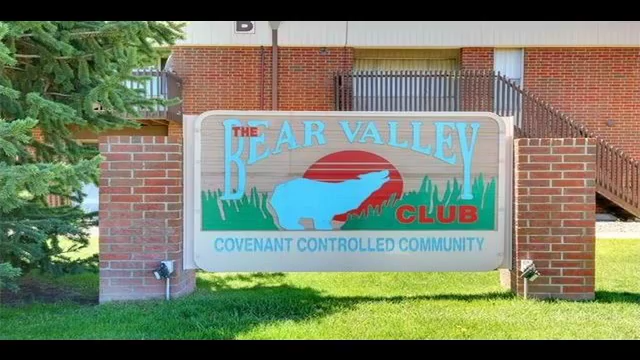 B
THE
BEAR VALLEY
CLUB
COVENANT CONTROLLED COMMUNITY